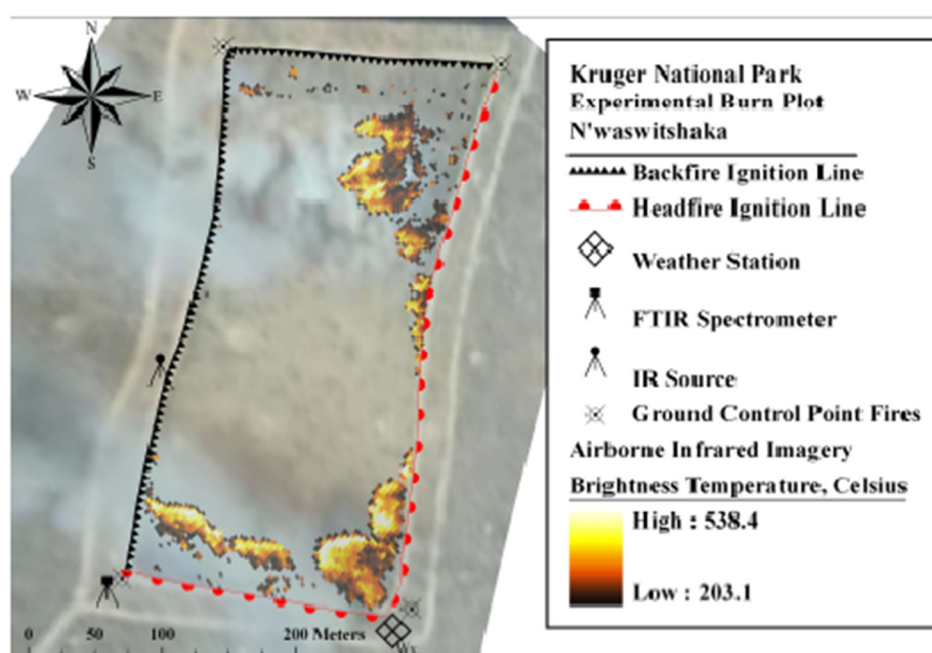 N
W E
S
0 50 100 200 Meters
Wx
Kruger National Park
Experimental Burn Plot
N'waswitshaka
Backfire Ignition Line
Headfire Ignition Line
Weather Station
FTIR Spectrometer
IR Source
Ground Control Point Fires
Airborne Infrared Imagery
Brightness Temperature, Celsius
High : 538.4
Low : 203.1